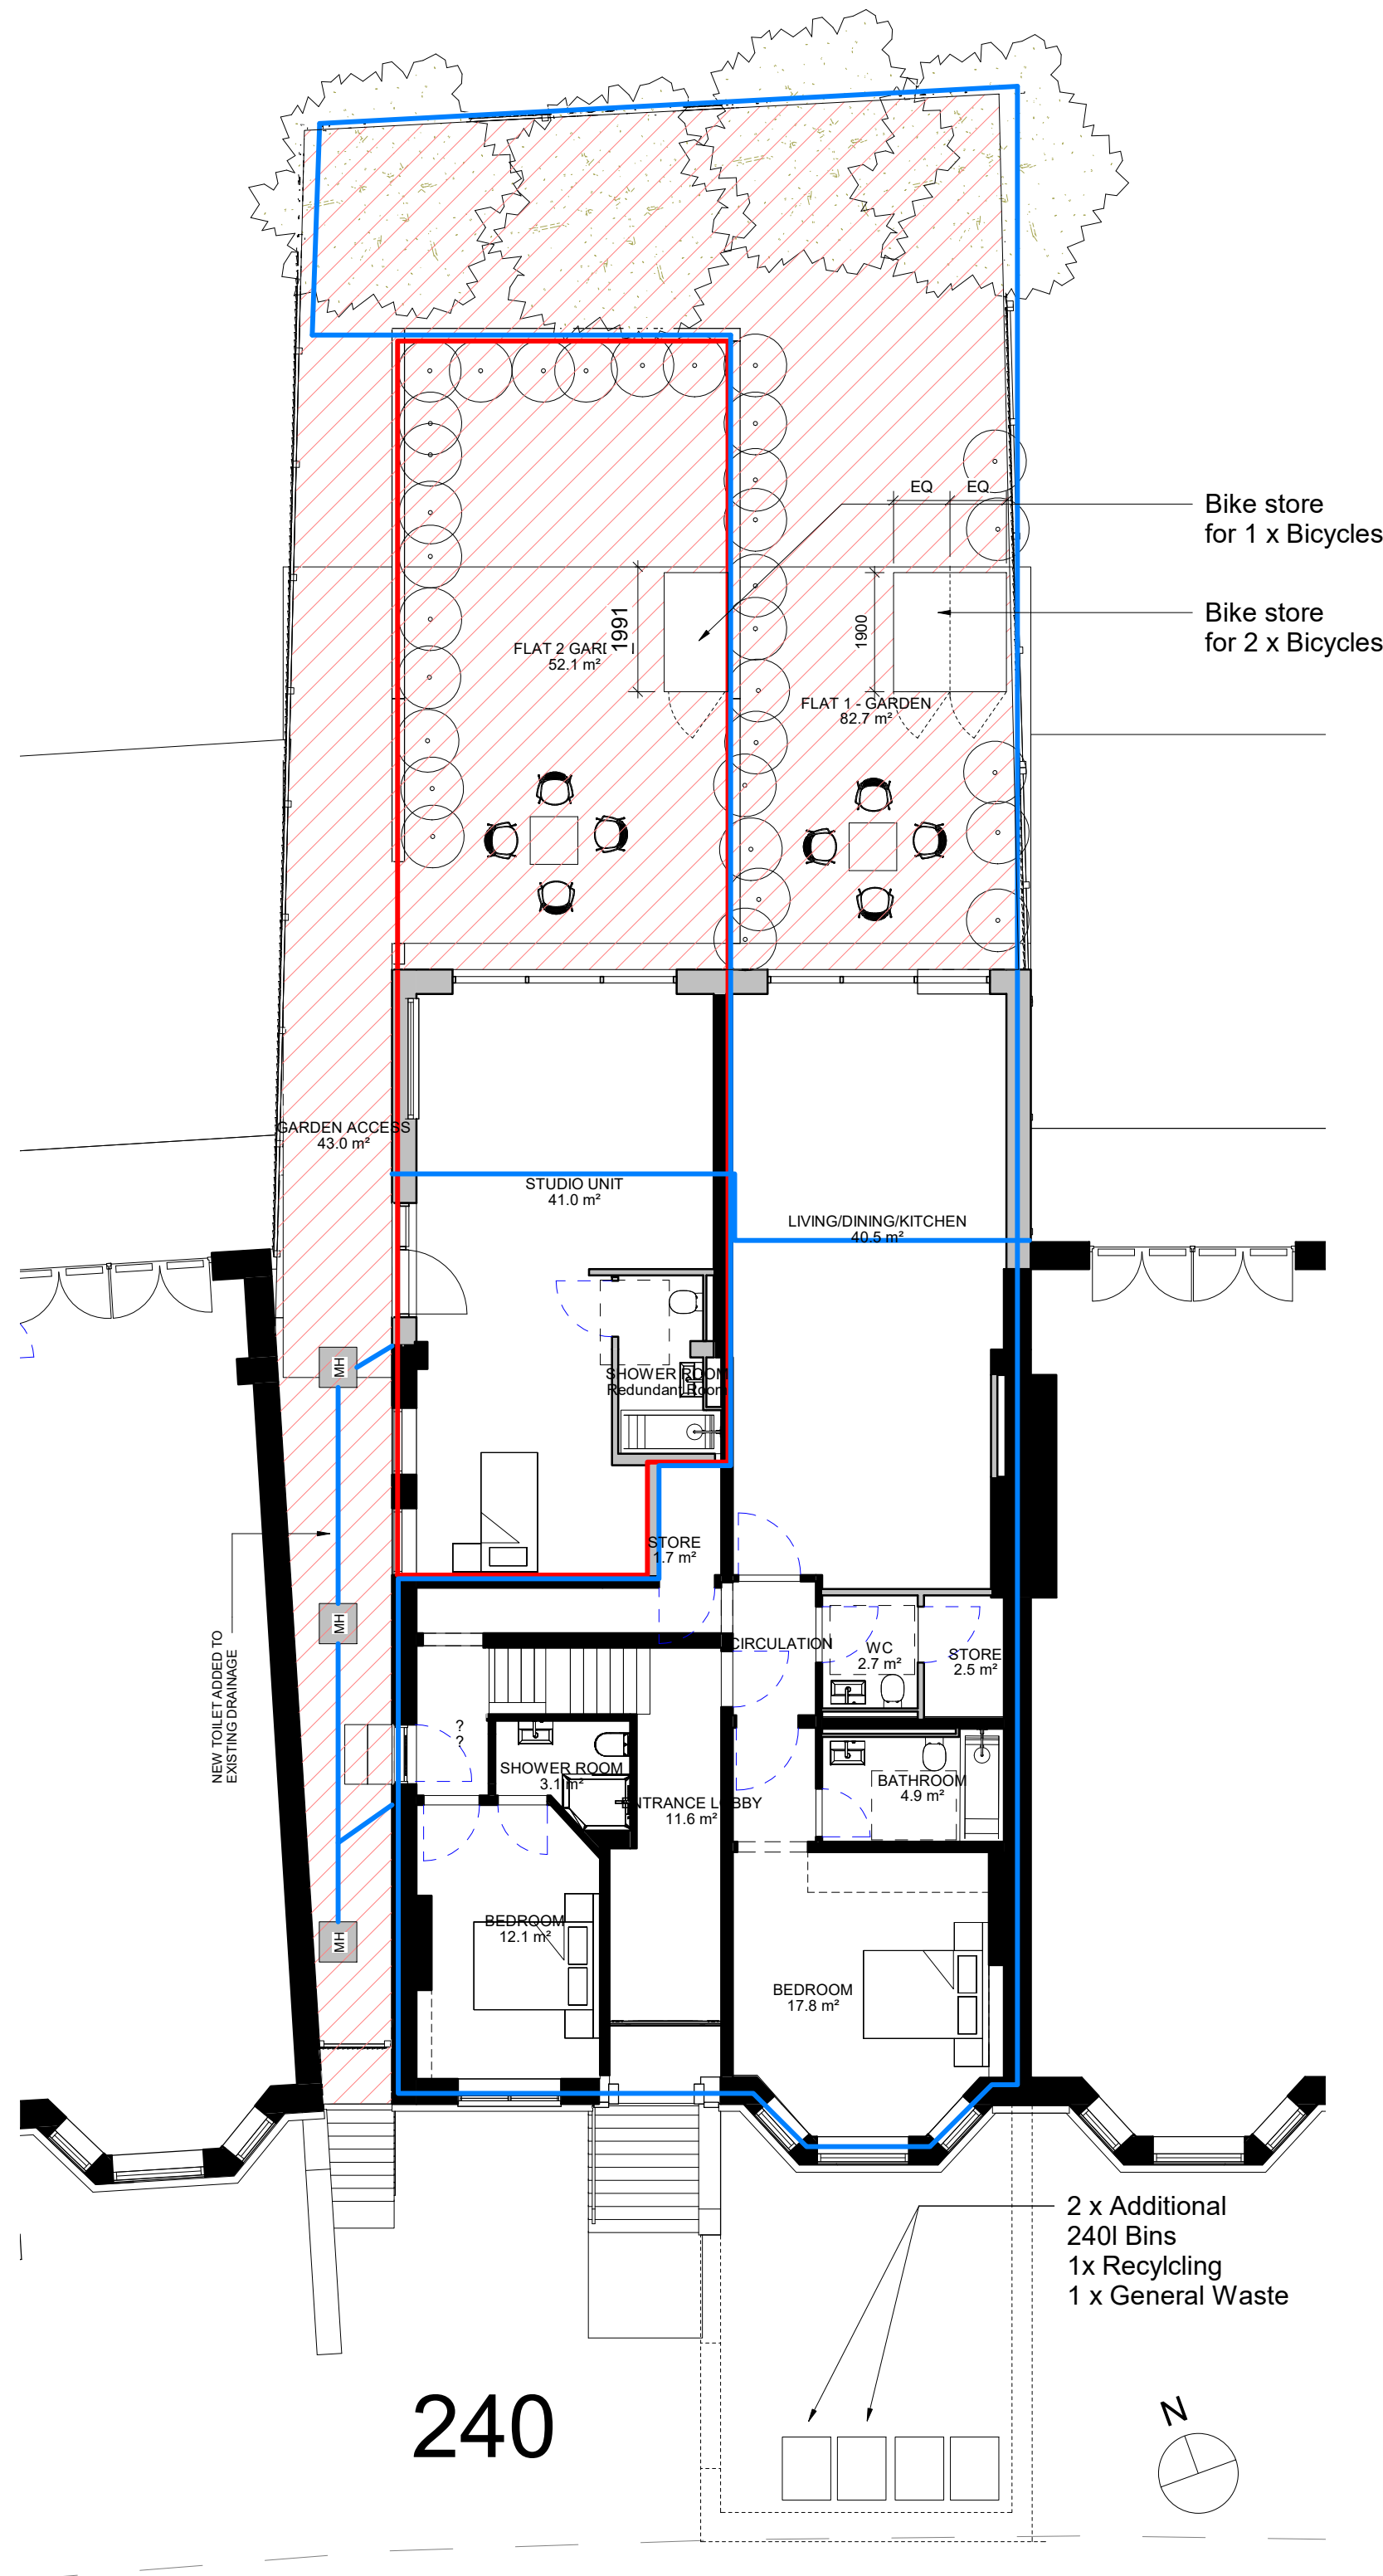 EQ
EQ
Bike store
for 1 x Bicycles
Bike store
for 2 x Bicycles
1991
1900
FLAT 2 GARD
52.1 m²
FLAT 1 - GARDEN
82.7 m²
GARDEN ACCESS
43.0 m²
STUDIO UNIT
41.0 m²
LIVING/DINING/KITCHEN
40.5 m²
MH
SHOWER ROOM
Redundant Room
STORE
1.7 m²
NEW TOILET ADDED TO
EXISTING DRAINAGE
MH
CIRCULATION
WC
2.7 m²
STORE
2.5 m²
?
?
SHOWER ROOM
3.1 m²
BATHROOM
4.9 m²
ENTRANCE LOBBY
11.6 m²
MH
BEDROOM
12.1 m²
BEDROOM
17.8 m²
2 x Additional
240l Bins
1x Recylcling
1 x General Waste
240
N